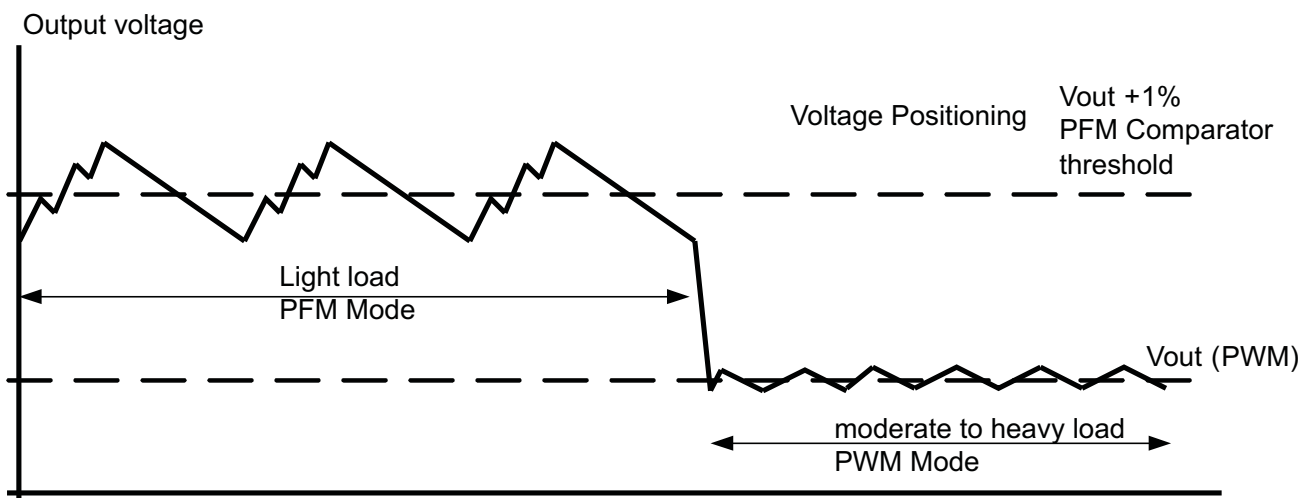 Output voltage
Voltage Positioning
Vout +1%
PFM Comparator
threshold
Light load
PFM Mode
Vout (PWM)
moderate to heavy load
PWM Mode